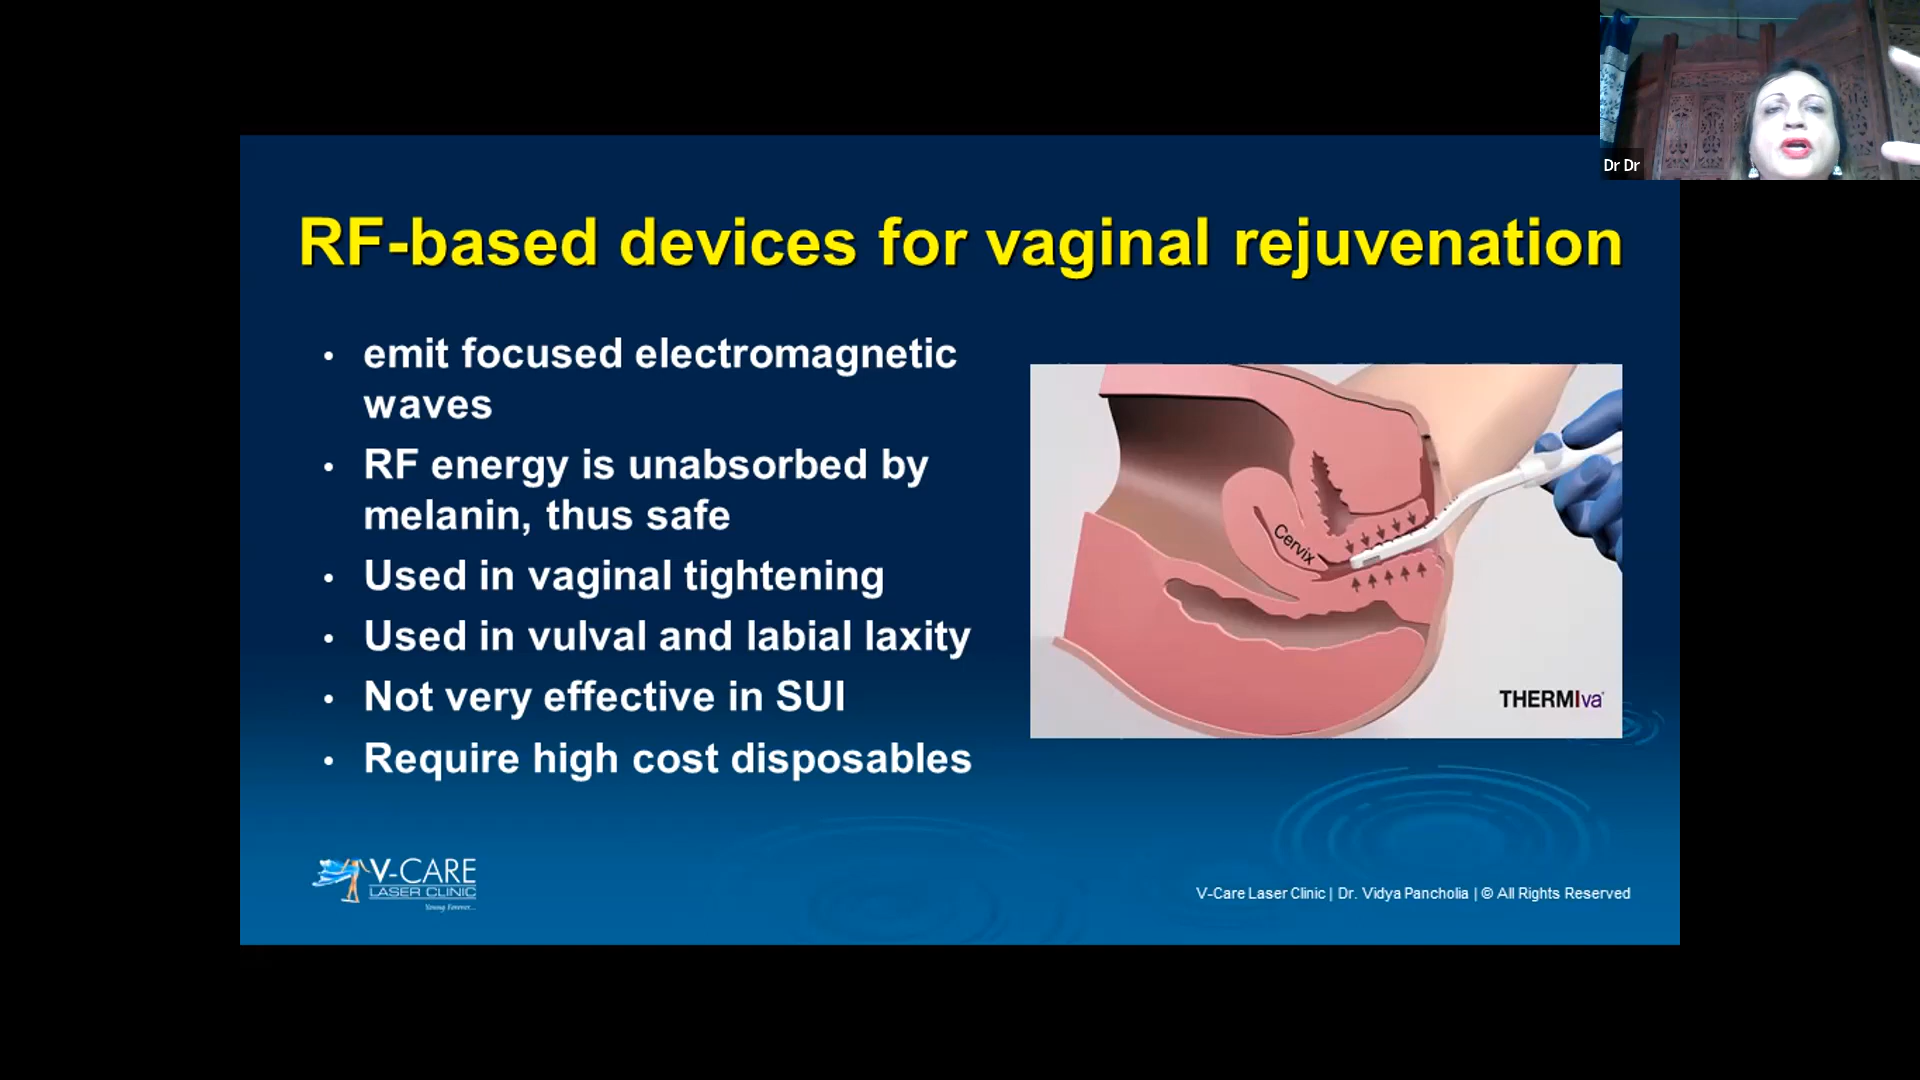 Dr Dr
RF-based devices for vaginal rejuvenation
• emit focused electromagnetic
waves
• RF energy is unabsorbed by
melanin, thus safe
• Used in vaginal tightening
• Used in vulval and labial laxity
• Not very effective in SUI
• Require high cost disposables
Cervix
THERMIva
V-CARE
LASER CLINIC
Young Forever...
V-Care Laser Clinic | Dr. Vidya Pancholia | © All Rights Reserved